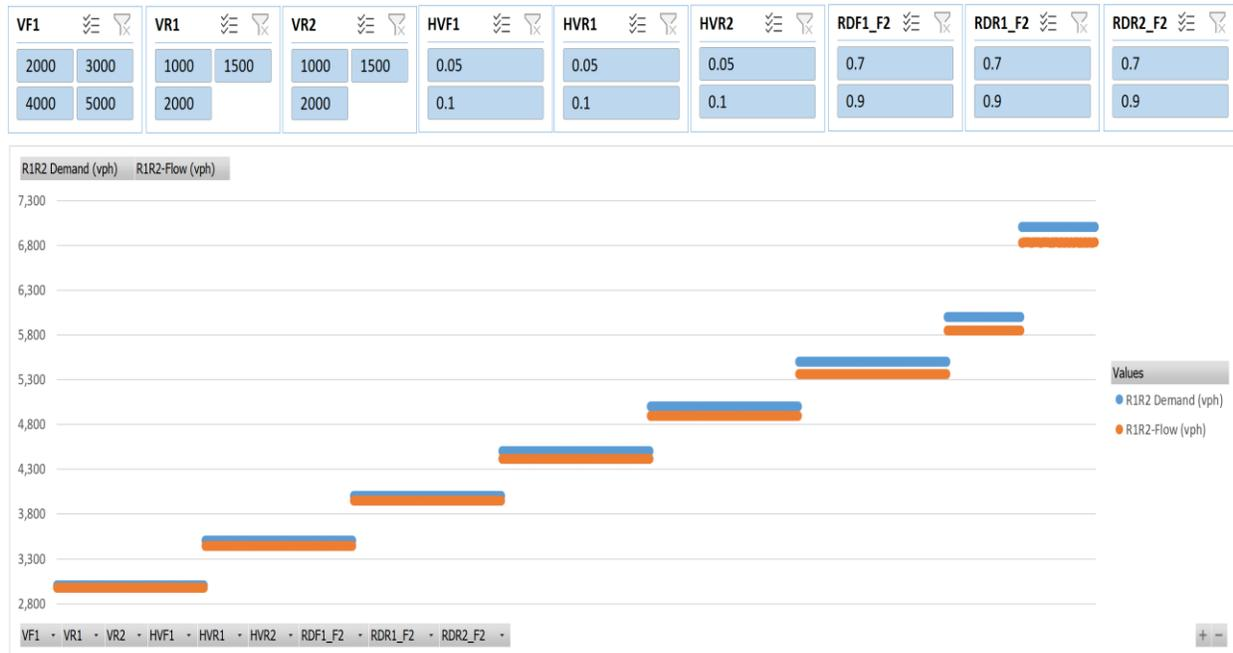 VF1 VR1 VR2 HVF1 HVR1 HVR2 RDF1_F2 RDR1_F2 RDR2_F2
2000 3000 1000 1500 1000 1500 0.05 0.05 0.05 0.7 0.7 0.7
4000 5000 2000 2000 0.1 0.1 0.1 0.9 0.9 0.9
R1R2 Demand (vph) R1R2-Flow (vph)
7,300
6,800
6,300
5,800
5,300
4,800
4,300
3,800
3,300
2,800
Values
R1R2 Demand (vph)
R1R2-Flow (vph)
VF1 VR1 VR2 HVF1 HVR1 HVR2 RDF1_F2 RDR1_F2 RDR2_F2 + −